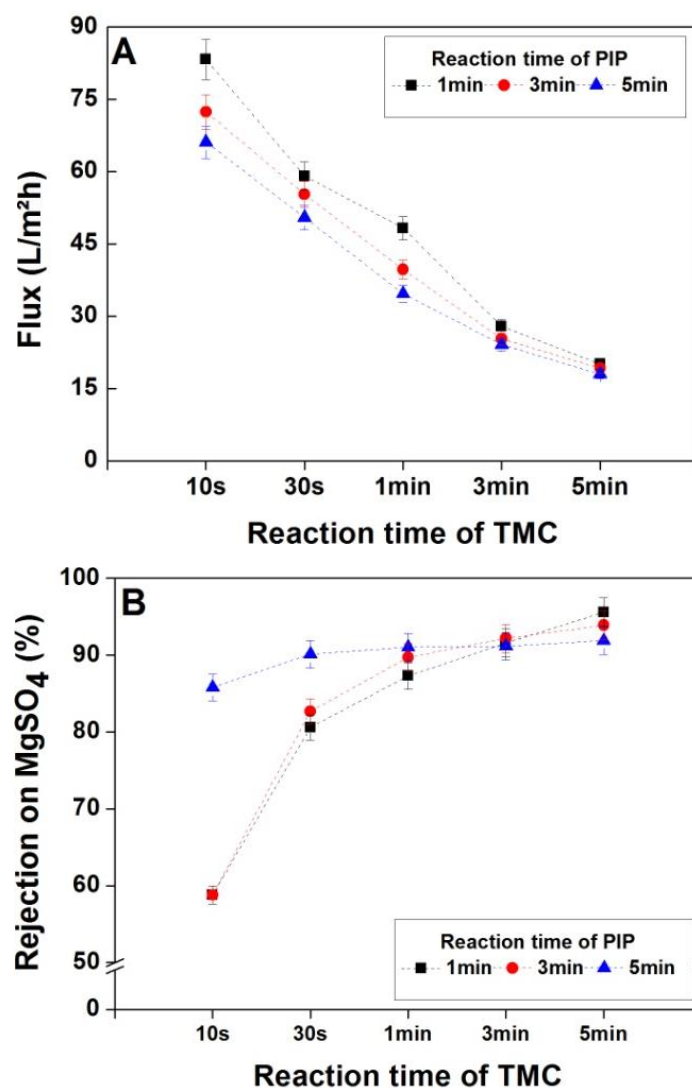 A
Reaction time of PIP
1min 3min 5min
90
75
60
45
30
15
0
Flux (L/m²h)
10s 30s 1min 3min 5min
Reaction time of TMC
B
100
90
80
70
60
50
0
Rejection on MgSO₄ (%)
Reaction time of PIP
1min 3min 5min
10s 30s 1min 3min 5min
Reaction time of TMC